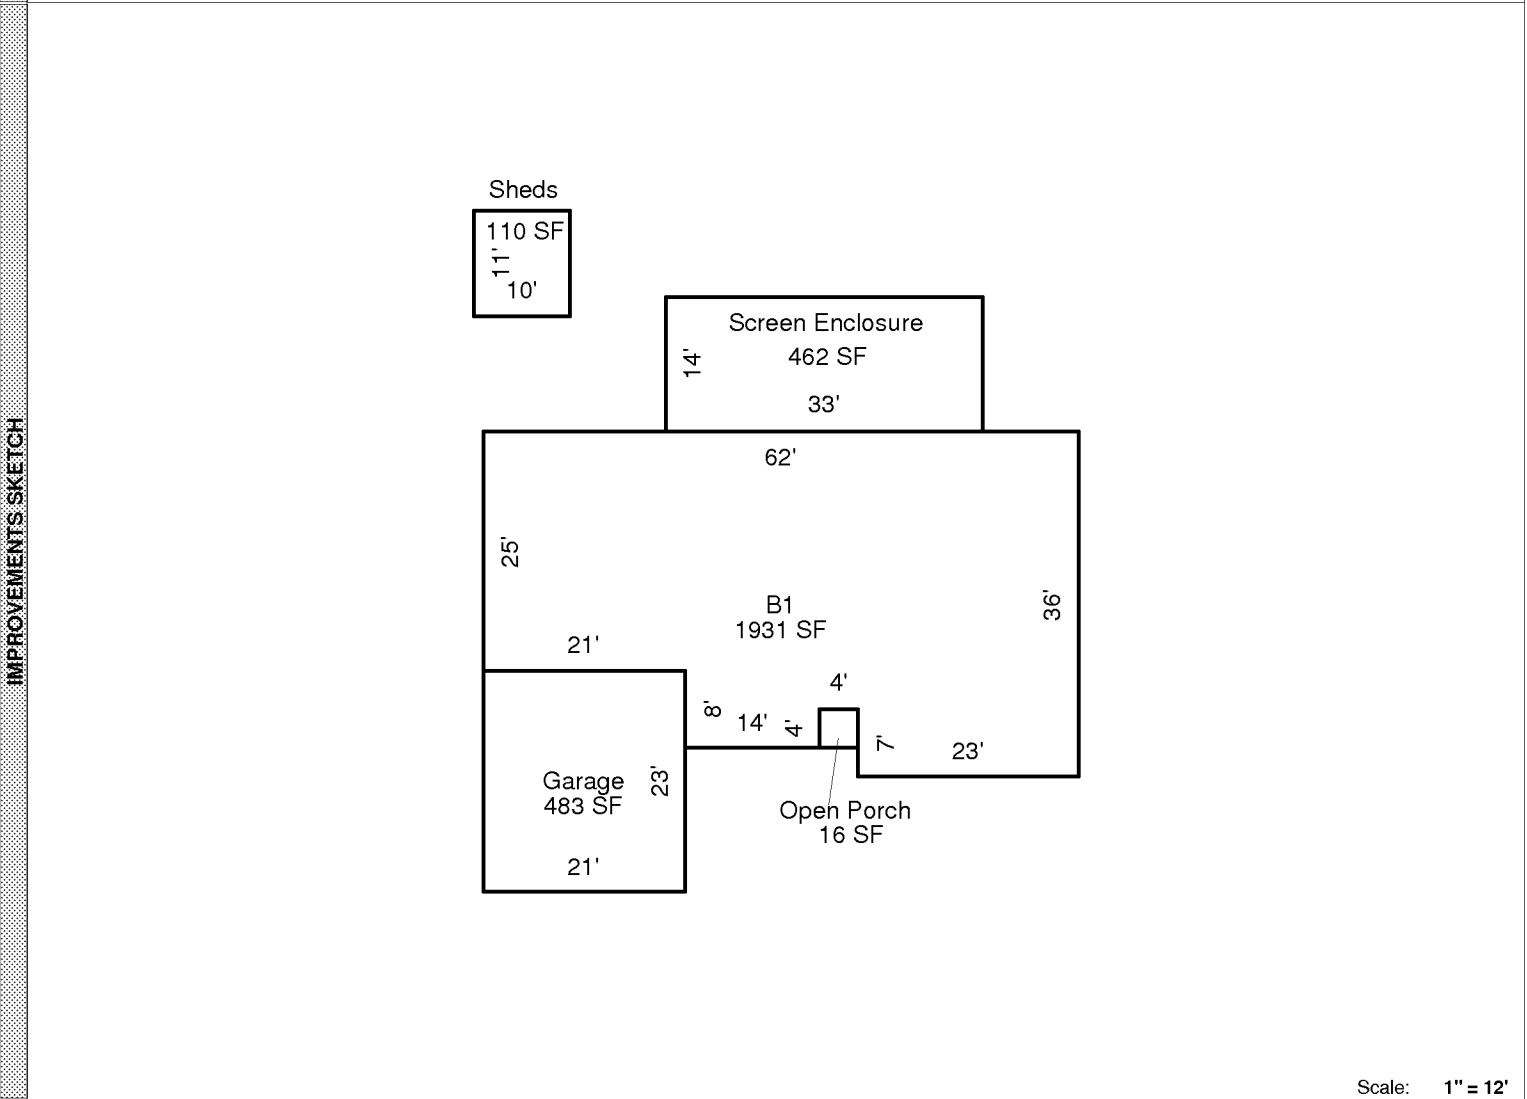 IMPROVEMENTS SKETCH
Sheds
110 SF
11'
10'
Screen Enclosure
462 SF
14'
33'
62'
25'
B1
1931 SF
36'
21'
4'
8'
14'
4'
7'
23'
Garage
483 SF
23'
21'
Open Porch
16 SF
Scale: 1" = 12'